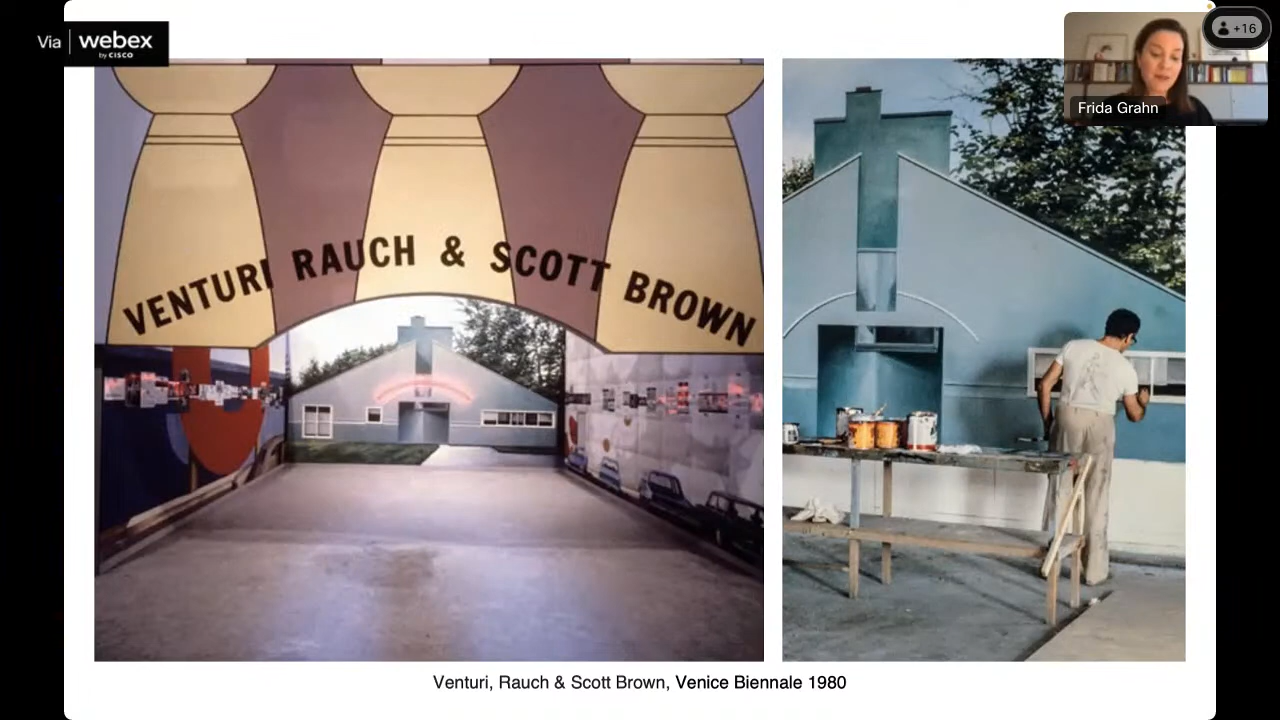 Via webex
by CISCO
+16
Frida Grahn
VENTURI RAUCH & SCOTT BROWN
Venturi, Rauch & Scott Brown, Venice Biennale 1980